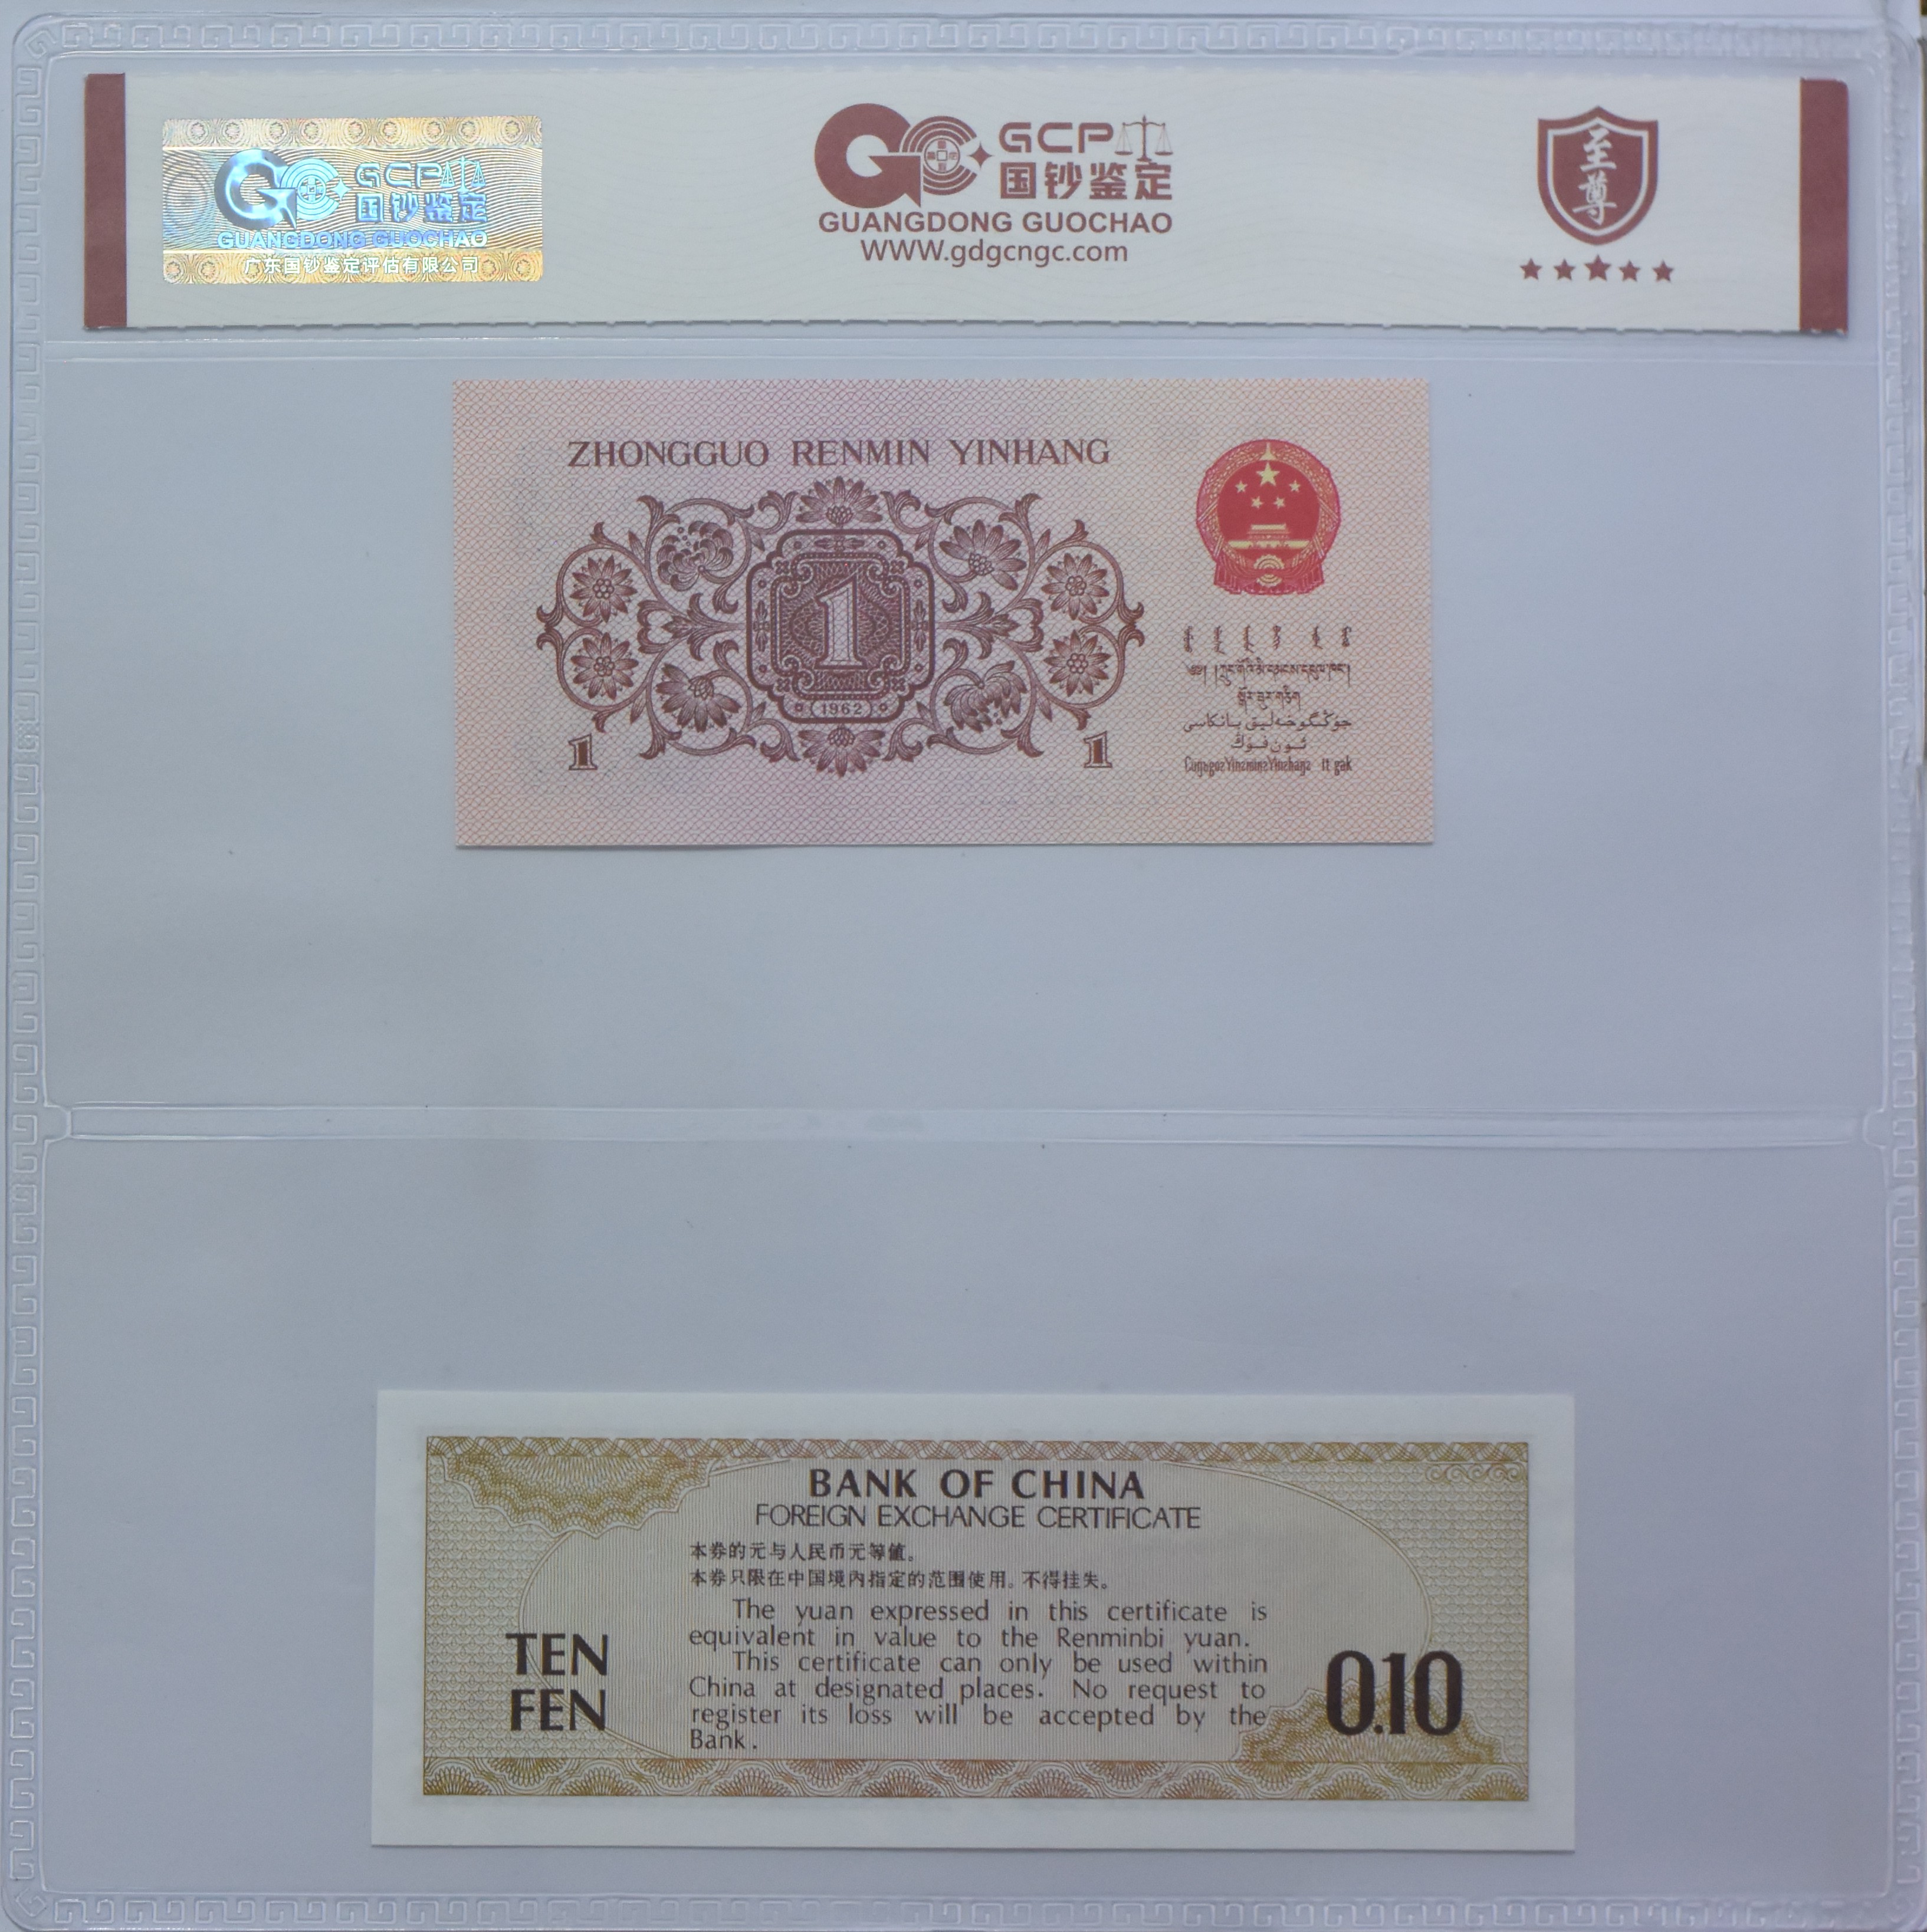 GCP
国钞鉴定
GUANGDONG GUOCHAO
广东国钞鉴定评估有限公司
GCP
国钞鉴定
GUANGDONG GUOCHAO
WWW.gdgcngc.com
至尊
ZHONGGUO RENMIN YINHANG
1
1962
1
1
جۇڭگوخەلىق بانكاسى
BANK OF CHINA
FOREIGN EXCHANGE CERTIFICATE
本券的元与人民币元等値。
本券只限在中国境内指定的范围使用。不得挂失。
The yuan expressed in this certificate is
equivalent in value to the Renminbi yuan.
This certificate can only be used within
China at designated places. No request to
register its loss will be accepted by the
Bank.
TEN
FEN
0.10